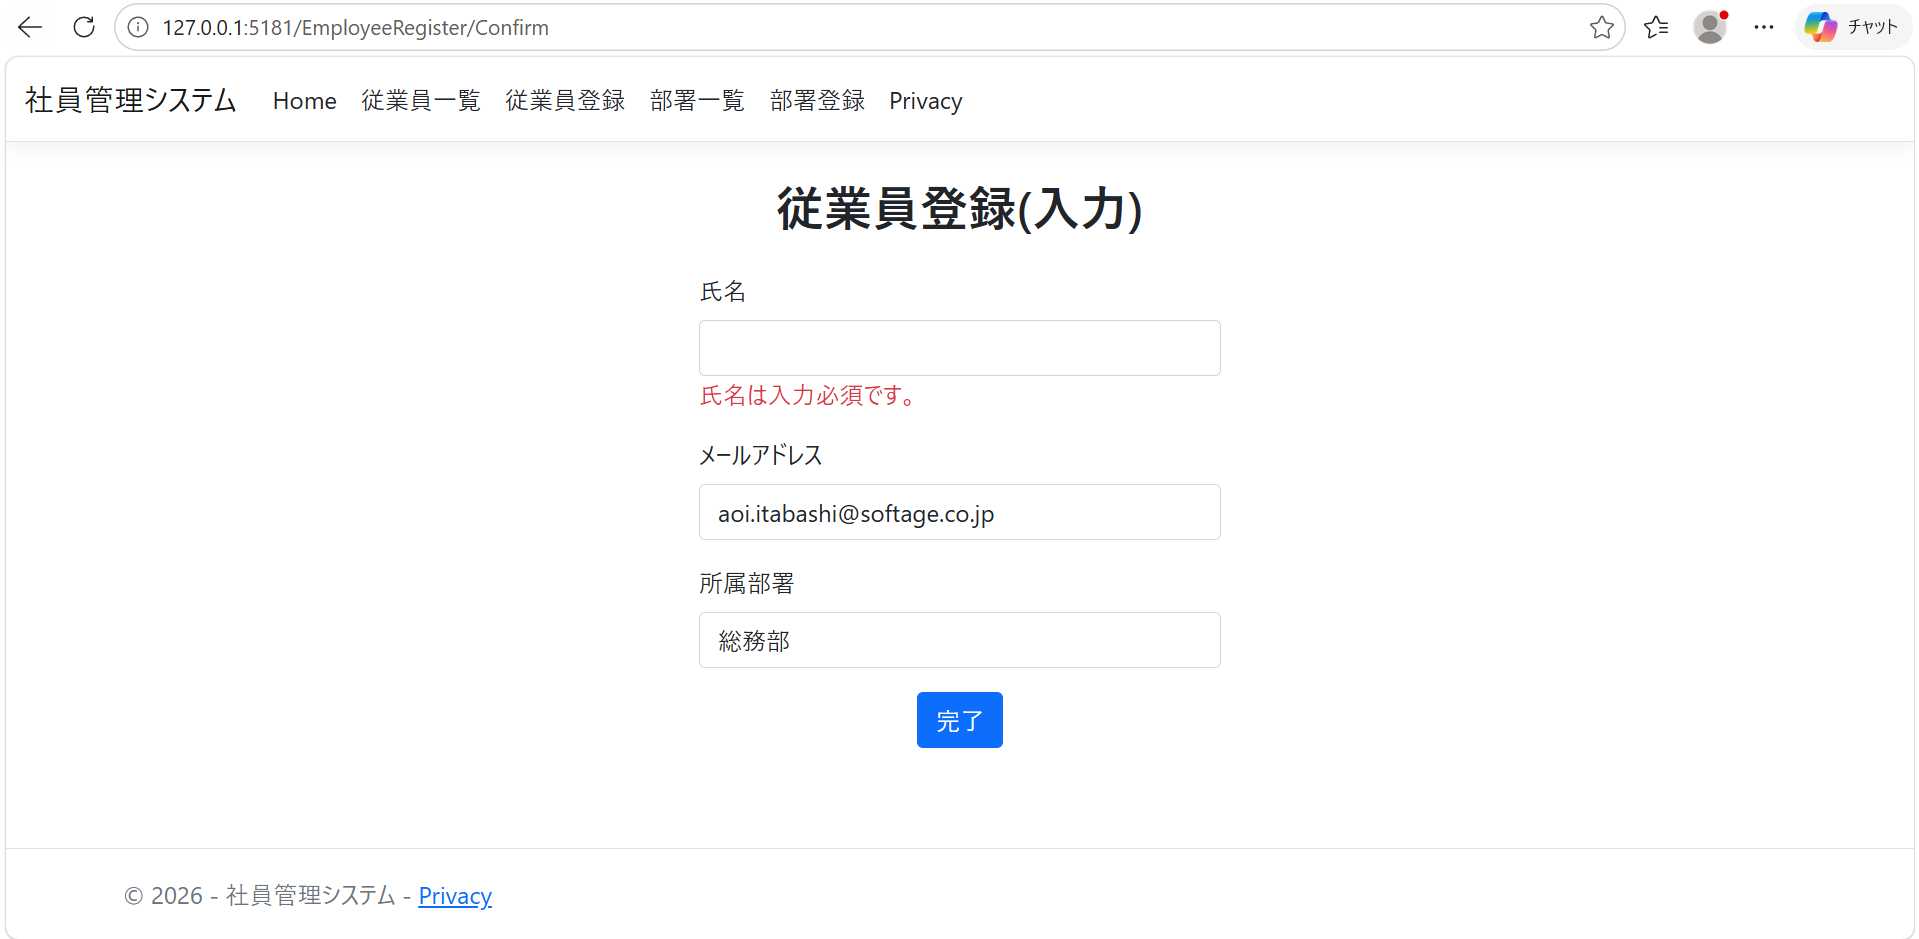 127.0.0.1:5181/EmployeeRegister/Confirm
チャット
社員管理システム Home 従業員一覧 従業員登録 部署一覧 部署登録 Privacy
従業員登録(入力)
氏名
氏名は入力必須です。
メールアドレス
aoi.itabashi@softage.co.jp
所属部署
総務部
完了
© 2026 - 社員管理システム - Privacy